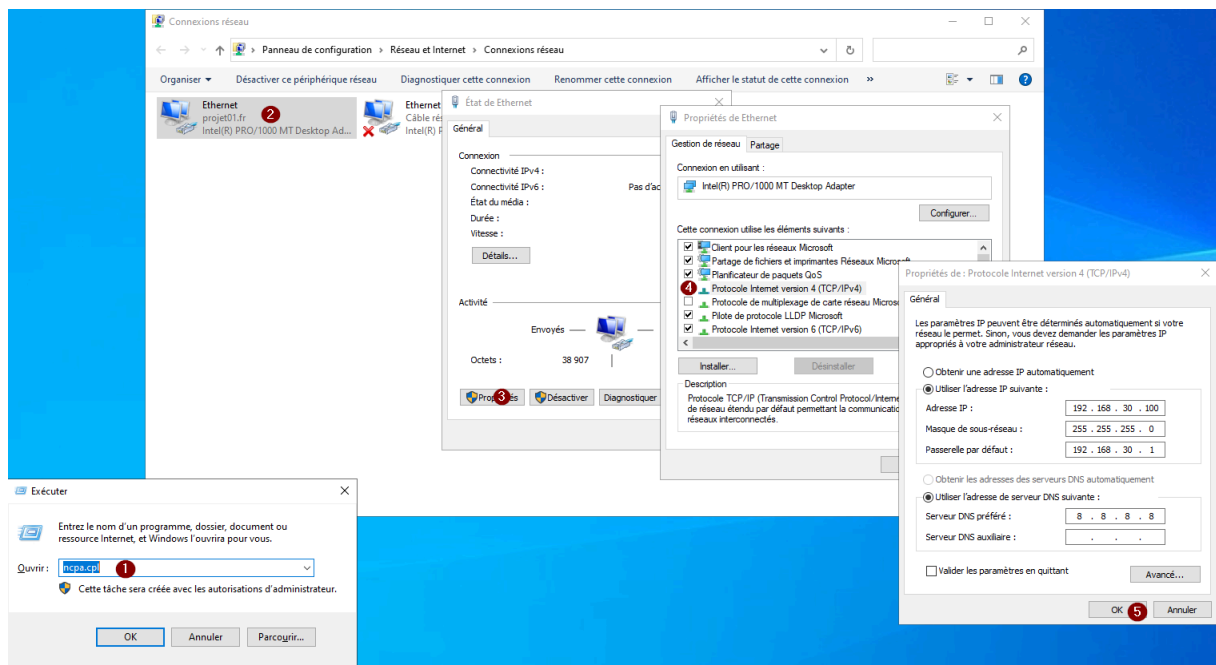 Connexions réseau
Panneau de configuration > Réseau et Internet > Connexions réseau
Organiser Désactiver ce périphérique réseau Diagnostiquer cette connexion Renommer cette connexion Afficher le statut de cette connexion »
Ethernet
projet01.fr
2
Intel(R) PRO/1000 MT Desktop Ad...
Ethernet
Câble
Intel(R)
État de Ethernet
Général
Connexion
Connectivité IPv4 :
Connectivité IPv6 : Pas
État du média :
Durée :
Vitesse :
Détails...
Activité
Envoyés
Octets : 38 907
3
Désactiver Diagnostiquer
Propriétés de Ethernet
Gestion de réseau Partage
Connexion en utilisant :
Intel(R) PRO/1000 MT Desktop Adapter
Configurer...
Cette connexion utilise les éléments suivants :
Client pour les réseaux Microsoft
Partage de fichiers et imprimantes Réseaux Microsoft
Planificateur de paquets QoS
4 Protocole Internet version 4 (TCP/IPv4)
Protocole de multiplexage de carte réseau
Pilote de protocole LLDP Microsoft
Protocole Internet version 6 (TCP/IPv6)
Installer... Désinstaller
Description
Protocole TCP/IP (Transmission Control
de réseau étendu par défaut permettant la
réseaux interconnectés.
Propriétés de : Protocole Internet version 4 (TCP/IPv4)
Général
Les paramètres IP peuvent être déterminés automatiquement si votre
réseau le permet. Sinon, vous devez demander les paramètres IP
appropriés à votre administrateur réseau.
Obtenir une adresse IP automatiquement
Utiliser l'adresse IP suivante :
Adresse IP : 192 . 168 . 30 . 100
Masque de sous-réseau : 255 . 255 . 255 . 0
Passerelle par défaut : 192 . 168 . 30 . 1
Obtenir les adresses des serveurs DNS automatiquement
Utiliser l'adresse de serveur DNS suivante :
Serveur DNS préféré : 8 . 8 . 8 . 8
Serveur DNS auxiliaire : . . .
Valider les paramètres en quittant
Avancé...
OK 5 Annuler
Exécuter
Entrez le nom d'un programme, dossier, document ou
ressource Internet, et Windows l'ouvrira pour vous.
Ouvrir : ncpa.cpl 1
Cette tâche sera créée avec les autorisations d'administrateur.
OK Annuler Parcourir...